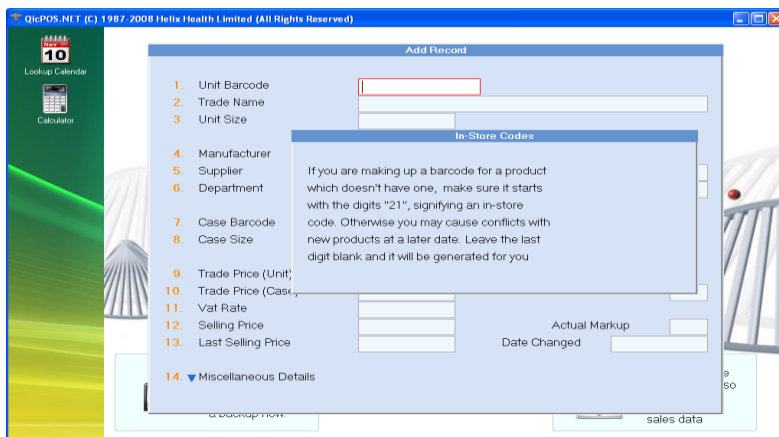 QicPOS.NET (C) 1987-2008 Helix Health Limited (All Rights Reserved)
New
10
Lookup Calendar
Calculator
Add Record
1. Unit Barcode
2. Trade Name
3. Unit Size
4. Manufacturer
5. Supplier
6. Department
7. Case Barcode
8. Case Size
9. Trade Price (Unit)
10. Trade Price (Case)
11. Vat Rate
12. Selling Price Actual Markup
13. Last Selling Price Date Changed
14. Miscellaneous Details
In-Store Codes
If you are making up a barcode for a product
which doesn't have one, make sure it starts
with the digits "21", signifying an in-store
code. Otherwise you may cause conflicts with
new products at a later date. Leave the last
digit blank and it will be generated for you
a backup now.
so
sales data